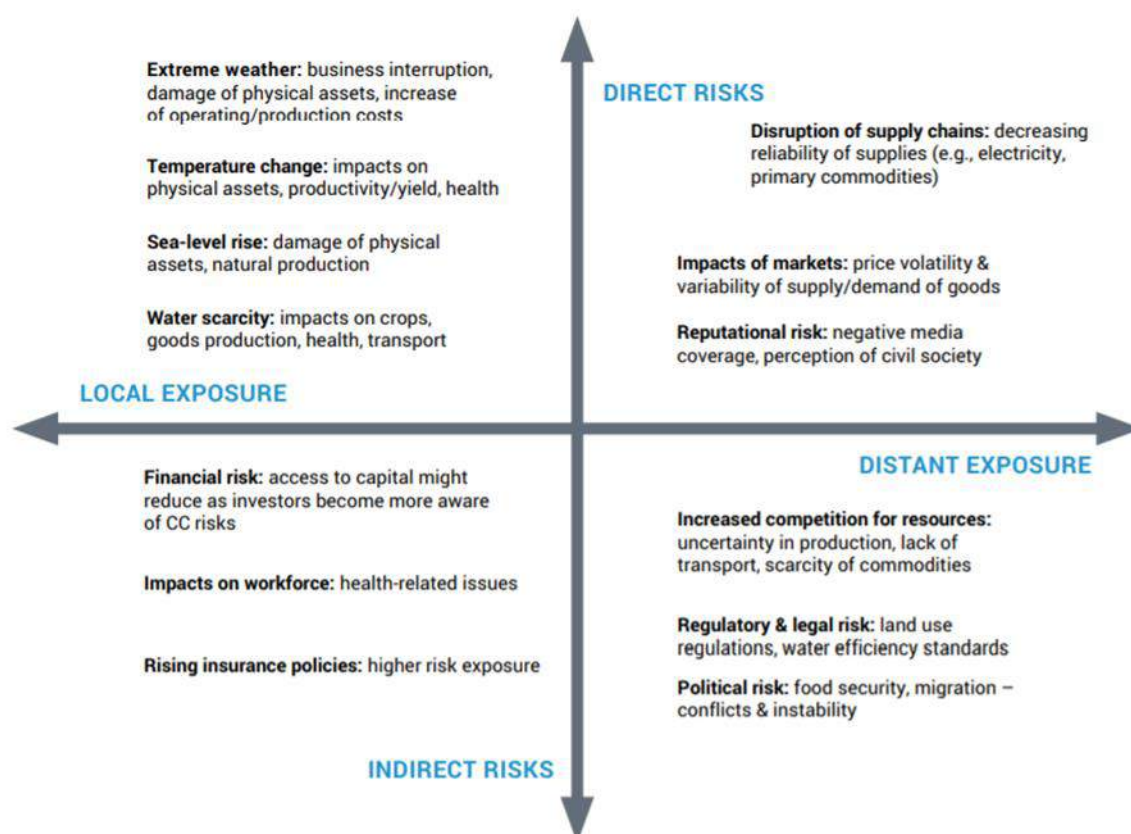 Extreme weather: business interruption,
damage of physical assets, increase
of operating/production costs
Temperature change: impacts on
physical assets, productivity/yield, health
Sea-level rise: damage of physical
assets, natural production
Water scarcity: impacts on crops,
goods production, health, transport
LOCAL EXPOSURE
DIRECT RISKS
Disruption of supply chains: decreasing
reliability of supplies (e.g., electricity,
primary commodities)
Impacts of markets: price volatility &
variability of supply/demand of goods
Reputational risk: negative media
coverage, perception of civil society
Financial risk: access to capital might
reduce as investors become more aware
of CC risks
Impacts on workforce: health-related issues
Rising insurance policies: higher risk exposure
INDIRECT RISKS
DISTANT EXPOSURE
Increased competition for resources:
uncertainty in production, lack of
transport, scarcity of commodities
Regulatory & legal risk: land use
regulations, water efficiency standards
Political risk: food security, migration –
conflicts & instability